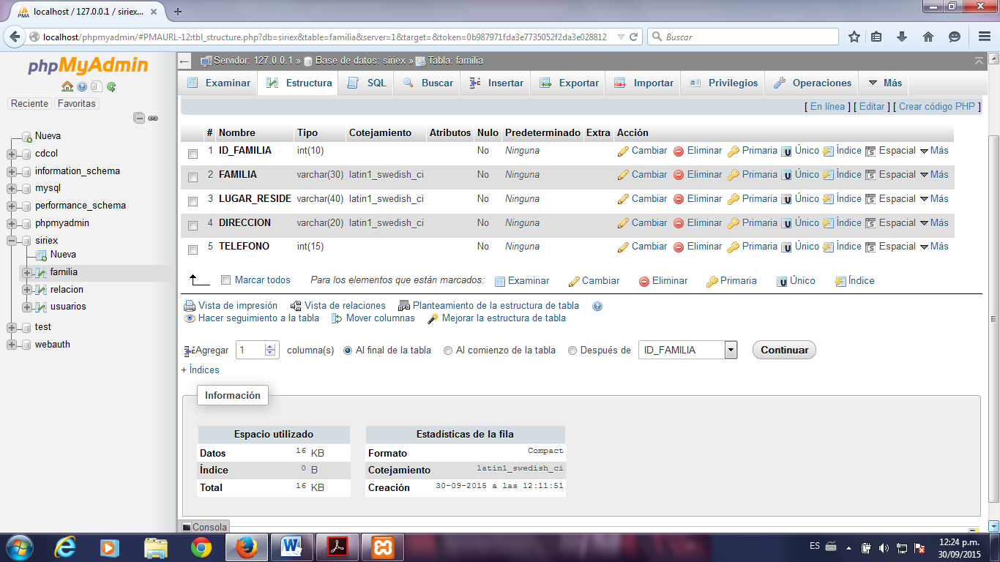 localhost / 127.0.0.1 / siriex...
localhost/phpmyadmin/#PMAURL-12:tbl_structure.php?db=siriex&table=familia&server=1&target=&token=0b987971fda3e7735052f2da3e028812
Buscar
phpMyAdmin
Reciente Favoritas
Nueva
cdcol
information_schema
mysql
performance_schema
phpmyadmin
siriex
Nueva
familia
relacion
usuarios
test
webauth
Servidor: 127.0.0.1 » Base de datos: siriex » Tabla: familia
Examinar Estructura SQL Buscar Insertar Exportar Importar Privilegios Operaciones Más
[ En línea ] [ Editar ] [ Crear código PHP ]
# Nombre Tipo Cotejamiento Atributos Nulo Predeterminado Extra Acción
1 ID_FAMILIA int(10) No Ninguna Cambiar Eliminar Primaria Único Índice Espacial Más
2 FAMILIA varchar(30) latin1_swedish_ci No Ninguna Cambiar Eliminar Primaria Único Índice Espacial Más
3 LUGAR_RESIDE varchar(40) latin1_swedish_ci No Ninguna Cambiar Eliminar Primaria Único Índice Espacial Más
4 DIRECCION varchar(20) latin1_swedish_ci No Ninguna Cambiar Eliminar Primaria Único Índice Espacial Más
5 TELEFONO int(15) No Ninguna Cambiar Eliminar Primaria Único Índice Espacial Más
Marcar todos Para los elementos que están marcados: Examinar Cambiar Eliminar Primaria Único Índice
Vista de impresión Vista de relaciones Planteamiento de la estructura de tabla
Hacer seguimiento a la tabla Mover columnas Mejorar la estructura de tabla
Agregar 1 columna(s) Al final de la tabla Al comienzo de la tabla Después de ID_FAMILIA Continuar
+ Índices
Información
Espacio utilizado
Datos 16 KB
Índice 0 B
Total 16 KB
Estadísticas de la fila
Formato Compact
Cotejamiento latin1_swedish_ci
Creación 30-09-2015 a las 12:11:51
Consola
ES
12:24 p.m.
30/09/2015